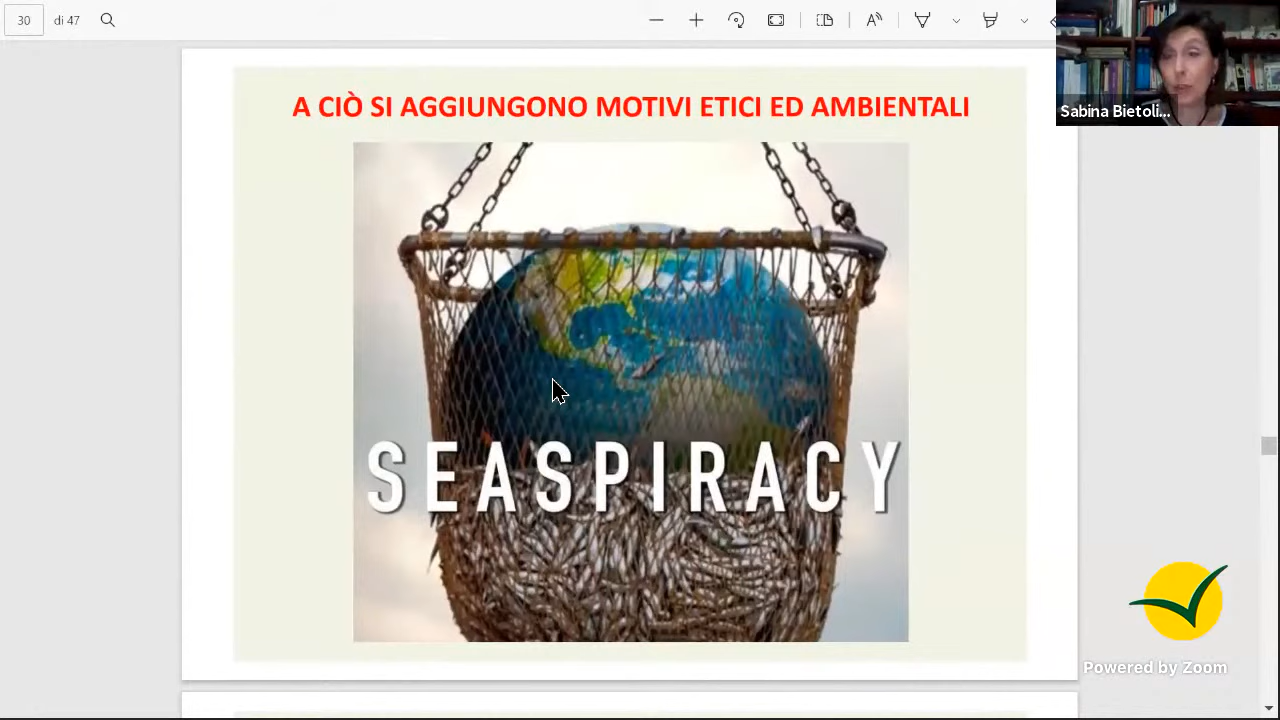 30 di 47
Sabina Bietoli...
A CIÒ SI AGGIUNGONO MOTIVI ETICI ED AMBIENTALI
SEASPIRACY
Powered by Zoom